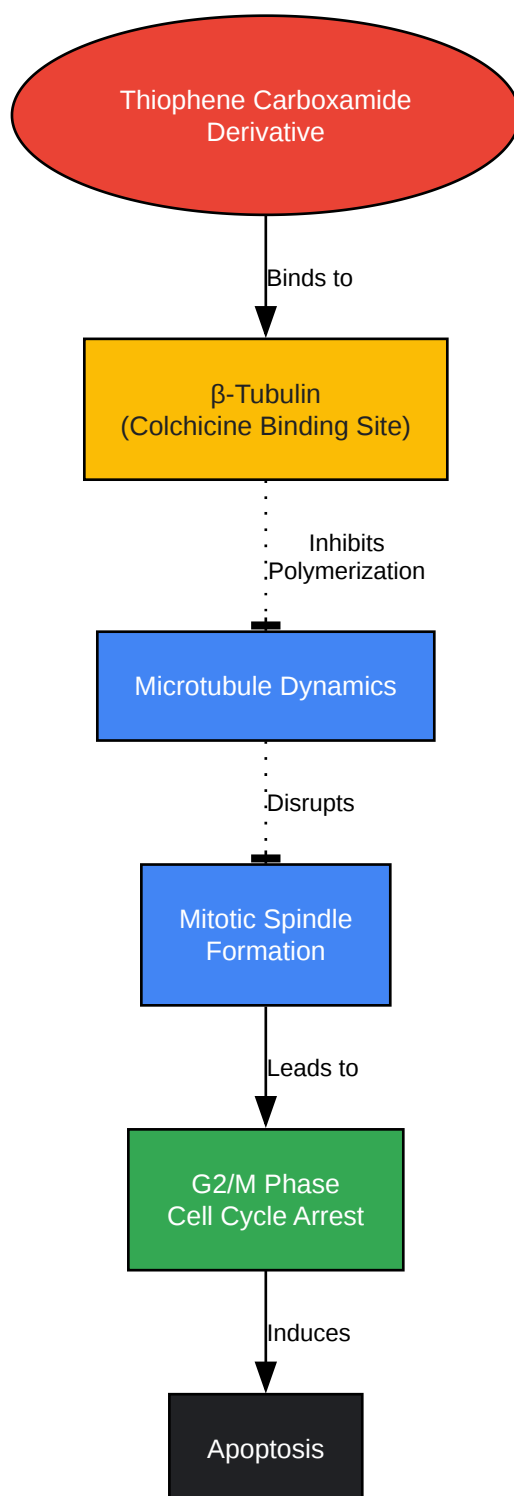 Thiophene Carboxamide
Derivative
Binds to
β-Tubulin
(Colchicine Binding Site)
Inhibits
Polymerization
Microtubule Dynamics
Disrupts
Mitotic Spindle
Formation
Leads to
G2/M Phase
Cell Cycle Arrest
Induces
Apoptosis